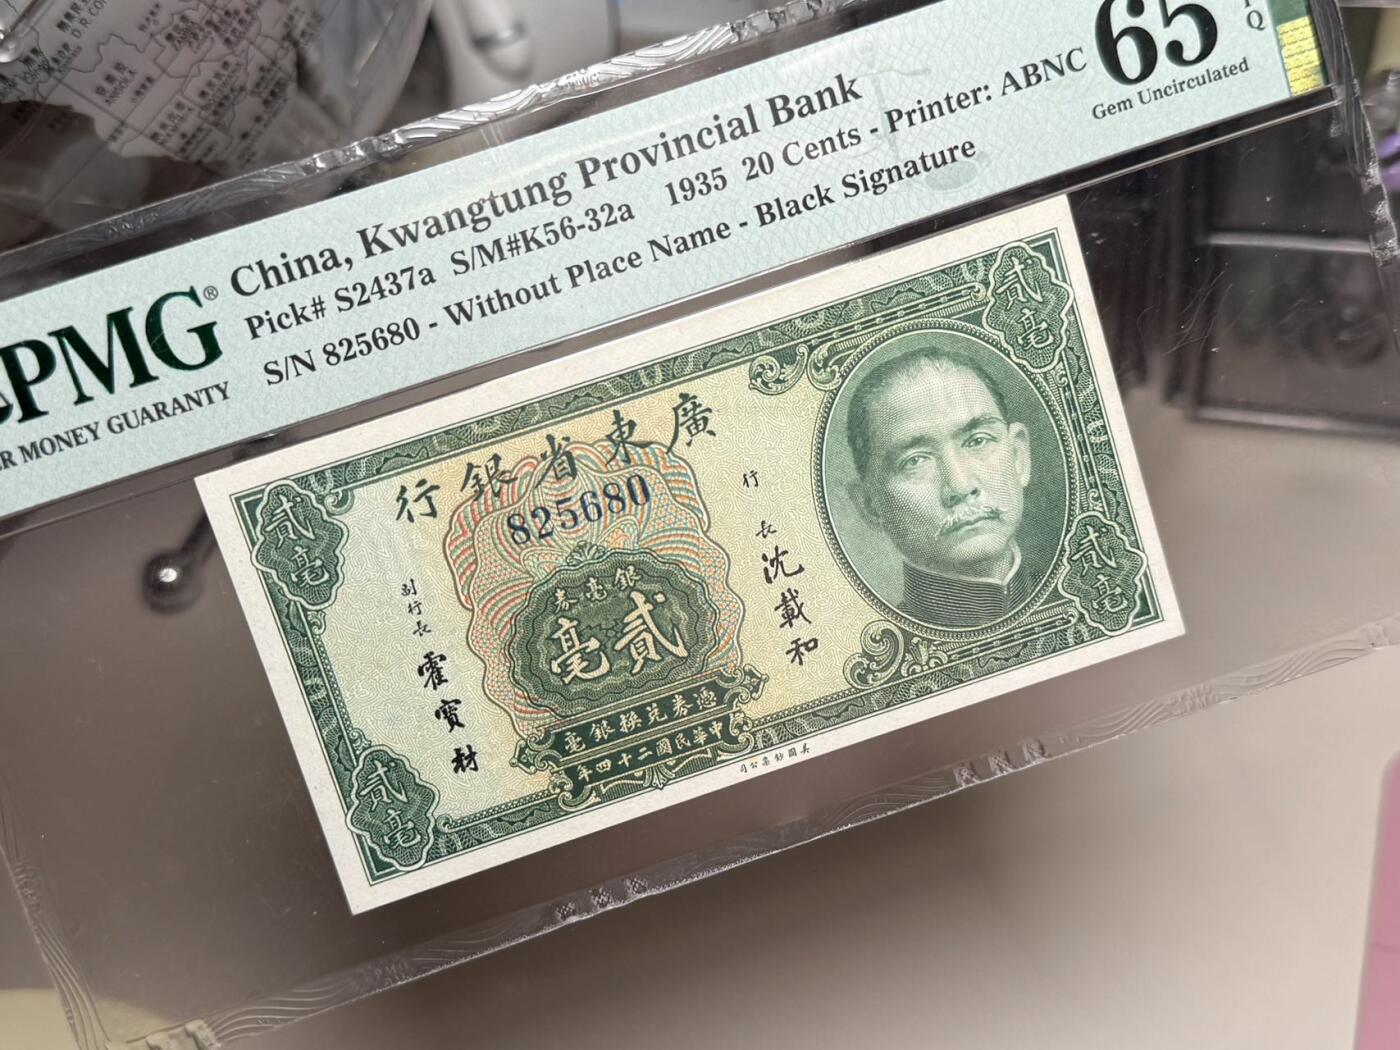 China, Kwangtung Provincial Bank
Pick# S2437a S/M#K56-32a 1935 20 Cents - Printer: ABNC
S/N 825680 - Without Place Name - Black Signature
65
Q
Gem Uncirculated
PMG®
MONEY GUARANTY
貳毫
貳毫
行銀省東廣
825680
行長
沈載和
副行長
霍寶材
券毫銀
毫貳
毫銀換兑券憑
年四十二國民華中
貳毫
貳毫
司公票鈔國美